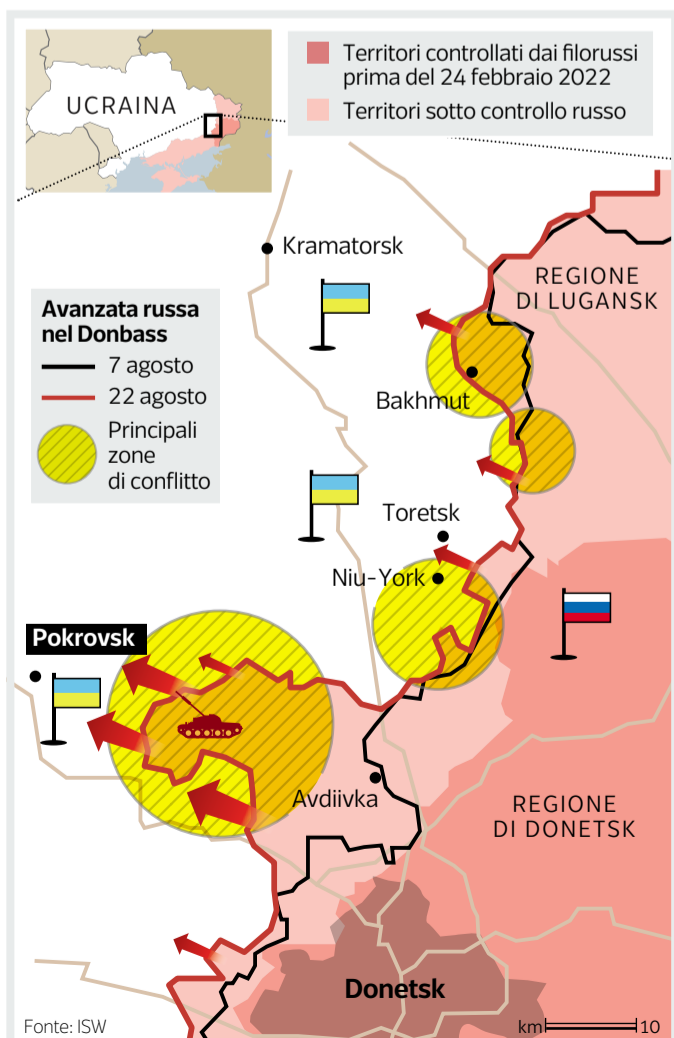 UCRAINA
Territori controllati dai filorussi
prima del 24 febbraio 2022
Territori sotto controllo russo
Kramatorsk
REGIONE
DI LUGANSK
Avanzata russa
nel Donbass
7 agosto
22 agosto
Principali
zone
di conflitto
Bakhmut
Toretsk
Niu-York
Pokrovsk
Avdiivka
REGIONE
DI DONETSK
Donetsk
Fonte: ISW
km 10